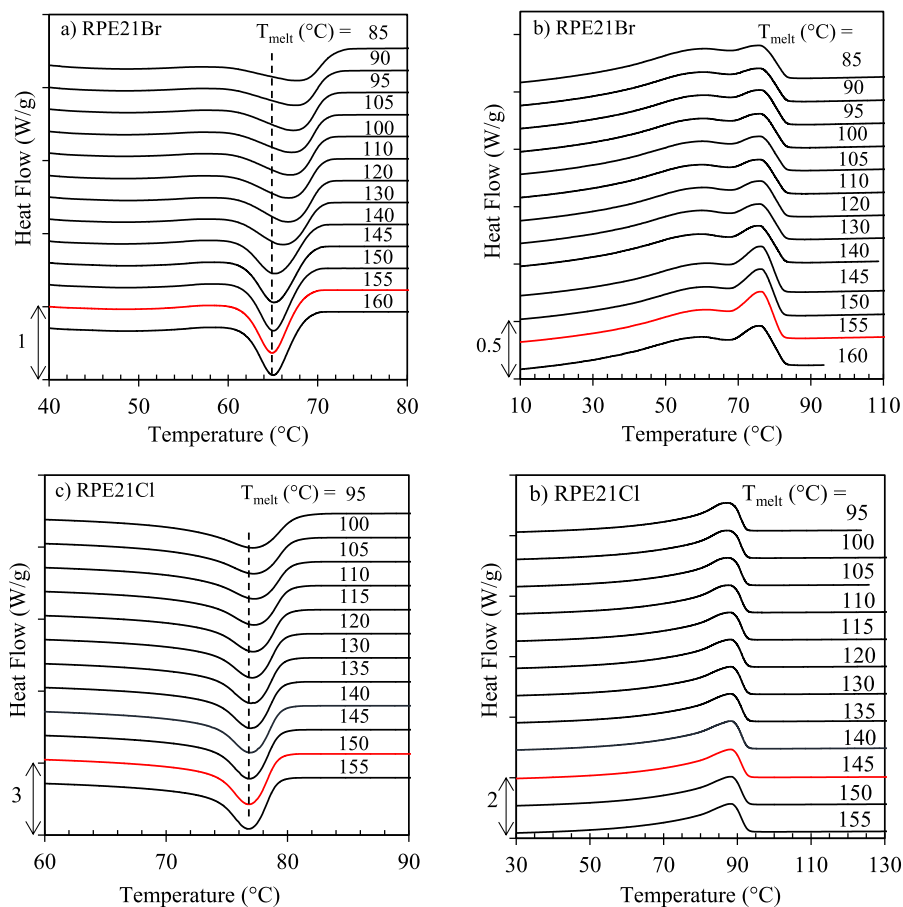 a) RPE21Br
T_melt (°C) = 85
90
95
105
100
110
120
130
140
145
150
155
160
Heat Flow (W/g)
1
40 50 60 70 80
Temperature (°C)
b) RPE21Br
T_melt (°C) =
85
90
95
100
105
110
120
130
140
145
150
155
160
Heat Flow (W/g)
0.5
10 30 50 70 90 110
Temperature (°C)
c) RPE21Cl
T_melt (°C) = 95
100
105
110
115
120
130
135
140
145
150
155
Heat Flow (W/g)
3
60 70 80 90
Temperature (°C)
b) RPE21Cl
T_melt (°C) =
95
100
105
110
115
120
130
135
140
145
150
155
Heat Flow (W/g)
2
30 50 70 90 110 130
Temperature (°C)